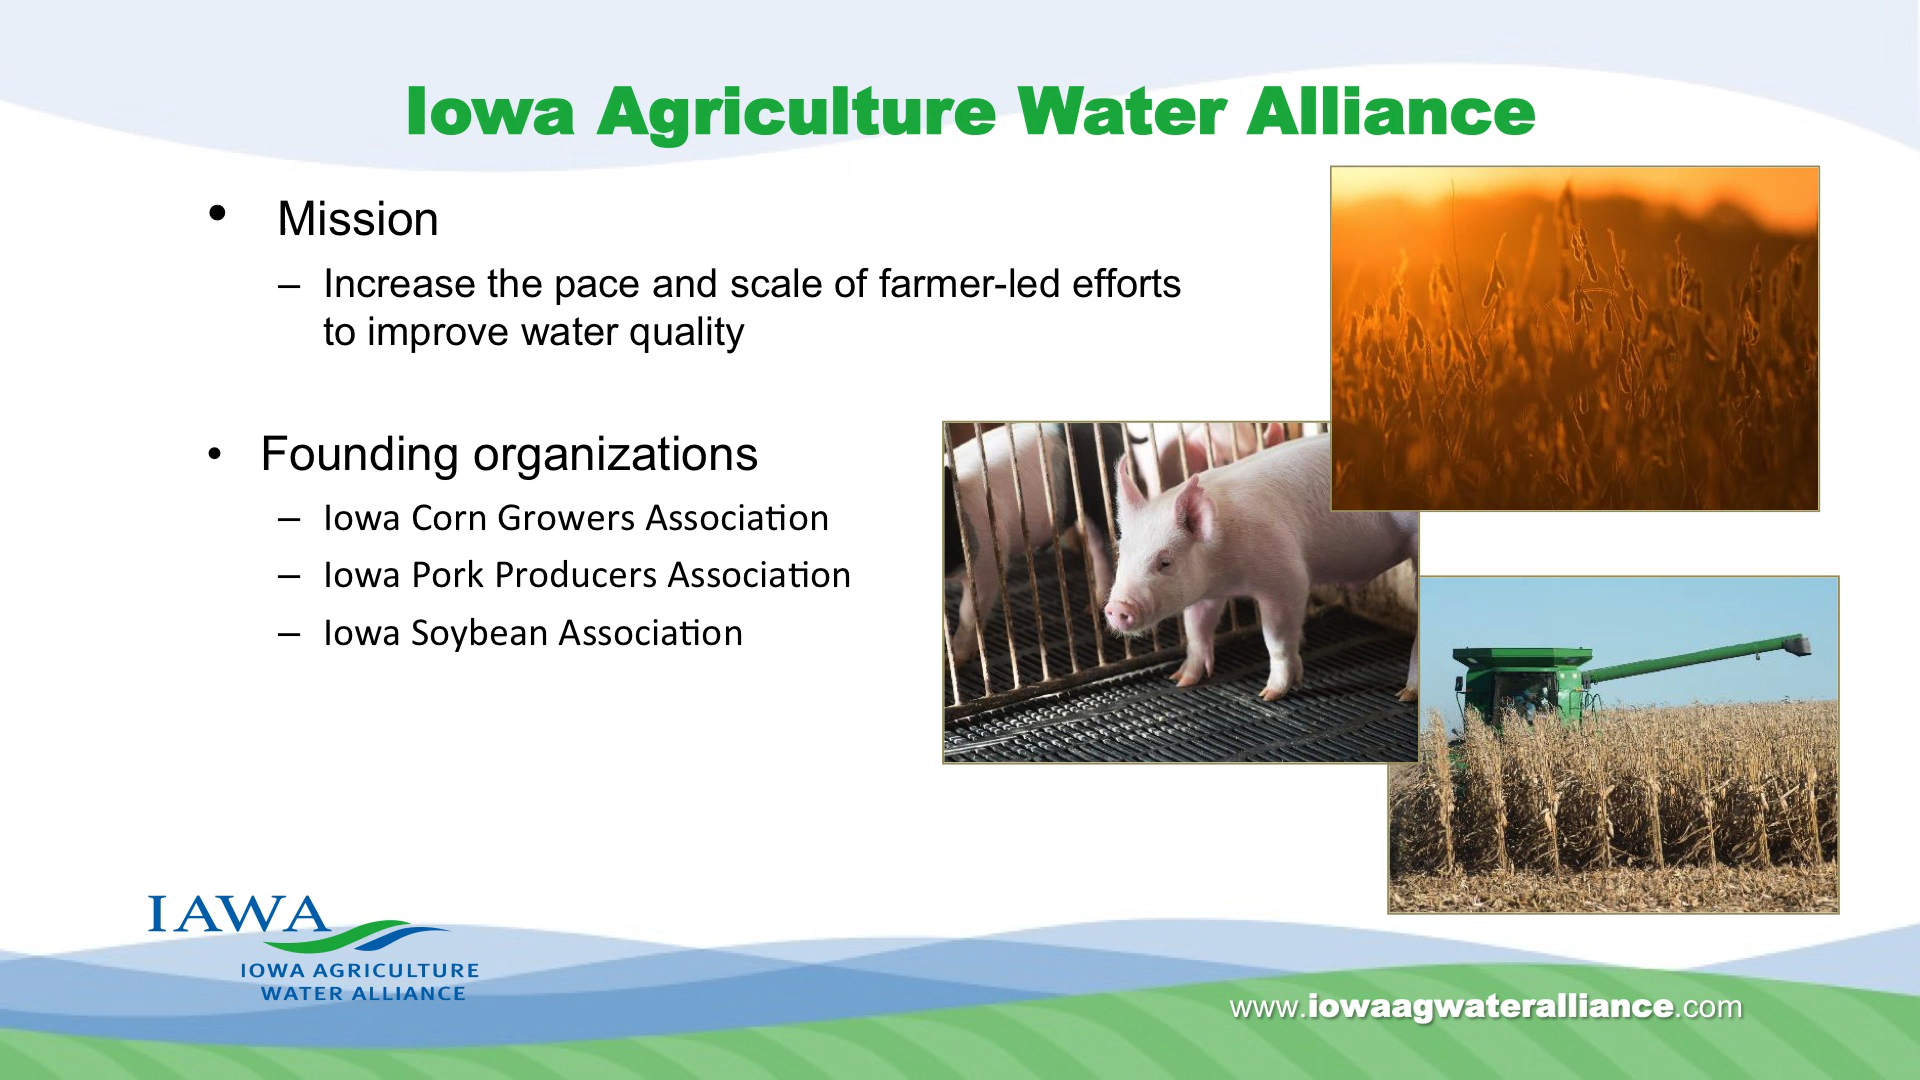 Iowa Agriculture Water Alliance
• Mission
– Increase the pace and scale of farmer-led efforts
to improve water quality
• Founding organizations
– Iowa Corn Growers Association
– Iowa Pork Producers Association
– Iowa Soybean Association
IAWA
IOWA AGRICULTURE
WATER ALLIANCE
www.iowaagwateralliance.com